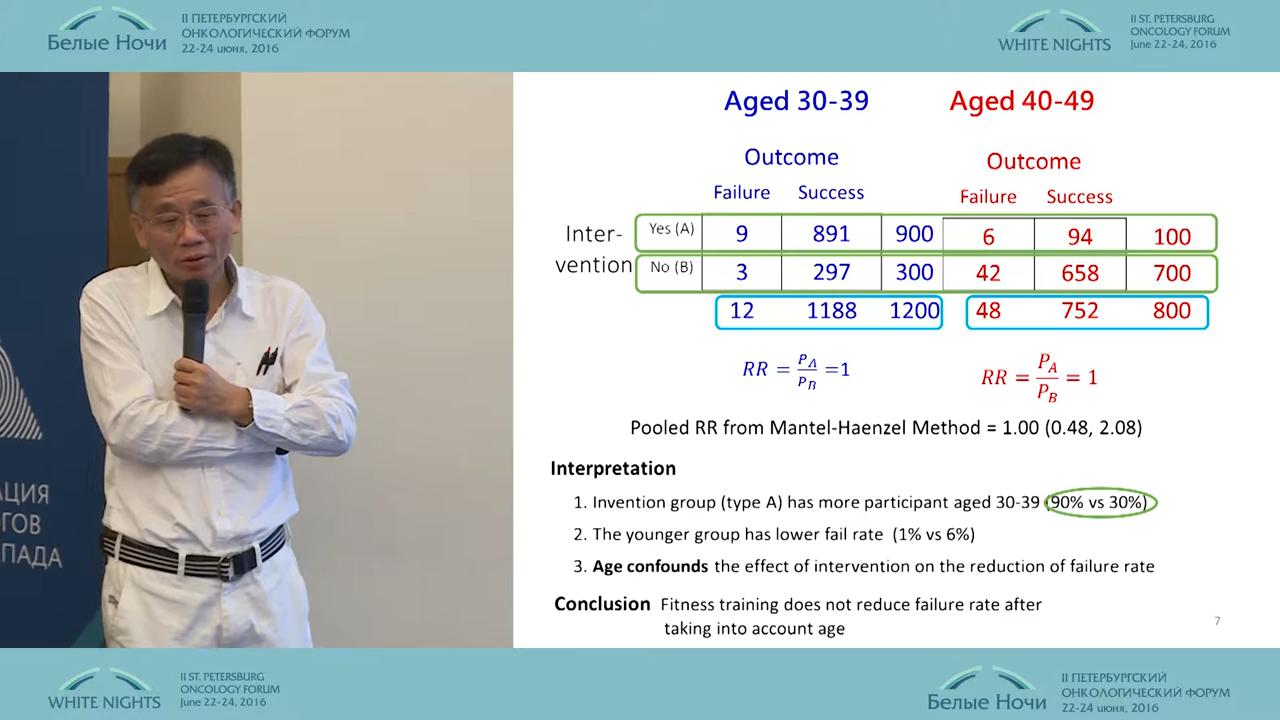 II ПЕТЕРБУРГСКИЙ
ОНКОЛОГИЧЕСКИЙ ФОРУМ
Белые Ночи
22-24 июня, 2016
II ST. PETERSBURG
ONCOLOGY FORUM
WHITE NIGHTS
June 22-24, 2016
АЦИЯ
ГОВ
ПАДА
Aged 30-39
Aged 40-49
Outcome
Outcome
Failure Success
Failure Success
Inter-
vention
Yes (A) 9 891 900 6 94 100
No (B) 3 297 300 42 658 700
12 1188 1200 48 752 800
RR = P_A/P_B = 1
RR = P_A/P_B = 1
Pooled RR from Mantel-Haenzel Method = 1.00 (0.48, 2.08)
Interpretation
1. Invention group (type A) has more participant aged 30-39 (90% vs 30%)
2. The younger group has lower fail rate (1% vs 6%)
3. Age confounds the effect of intervention on the reduction of failure rate
Conclusion Fitness training does not reduce failure rate after
taking into account age
7
II ST. PETERSBURG
ONCOLOGY FORUM
WHITE NIGHTS
June 22-24, 2016
II ПЕТЕРБУРГСКИЙ
ОНКОЛОГИЧЕСКИЙ ФОРУМ
Белые Ночи
22-24 июня, 2016